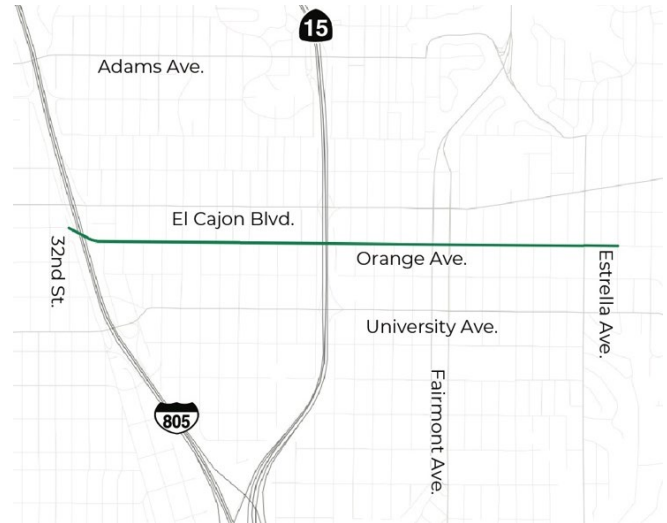 15
Adams Ave.
El Cajon Blvd.
32nd St.
Orange Ave.
Estrella Ave.
University Ave.
Fairmont Ave.
805